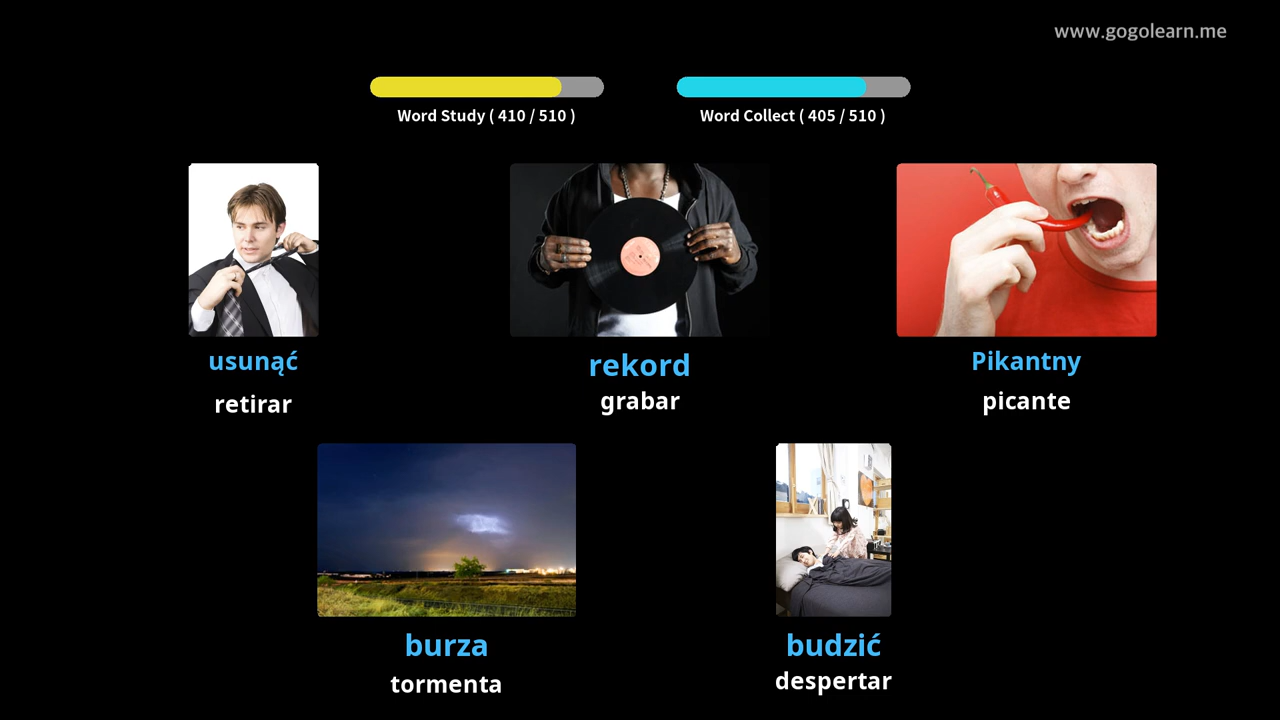 www.gogolearn.me
Word Study ( 410 / 510 )
Word Collect ( 405 / 510 )
usunąć
retirar
rekord
grabar
Pikantny
picante
burza
tormenta
budzić
despertar